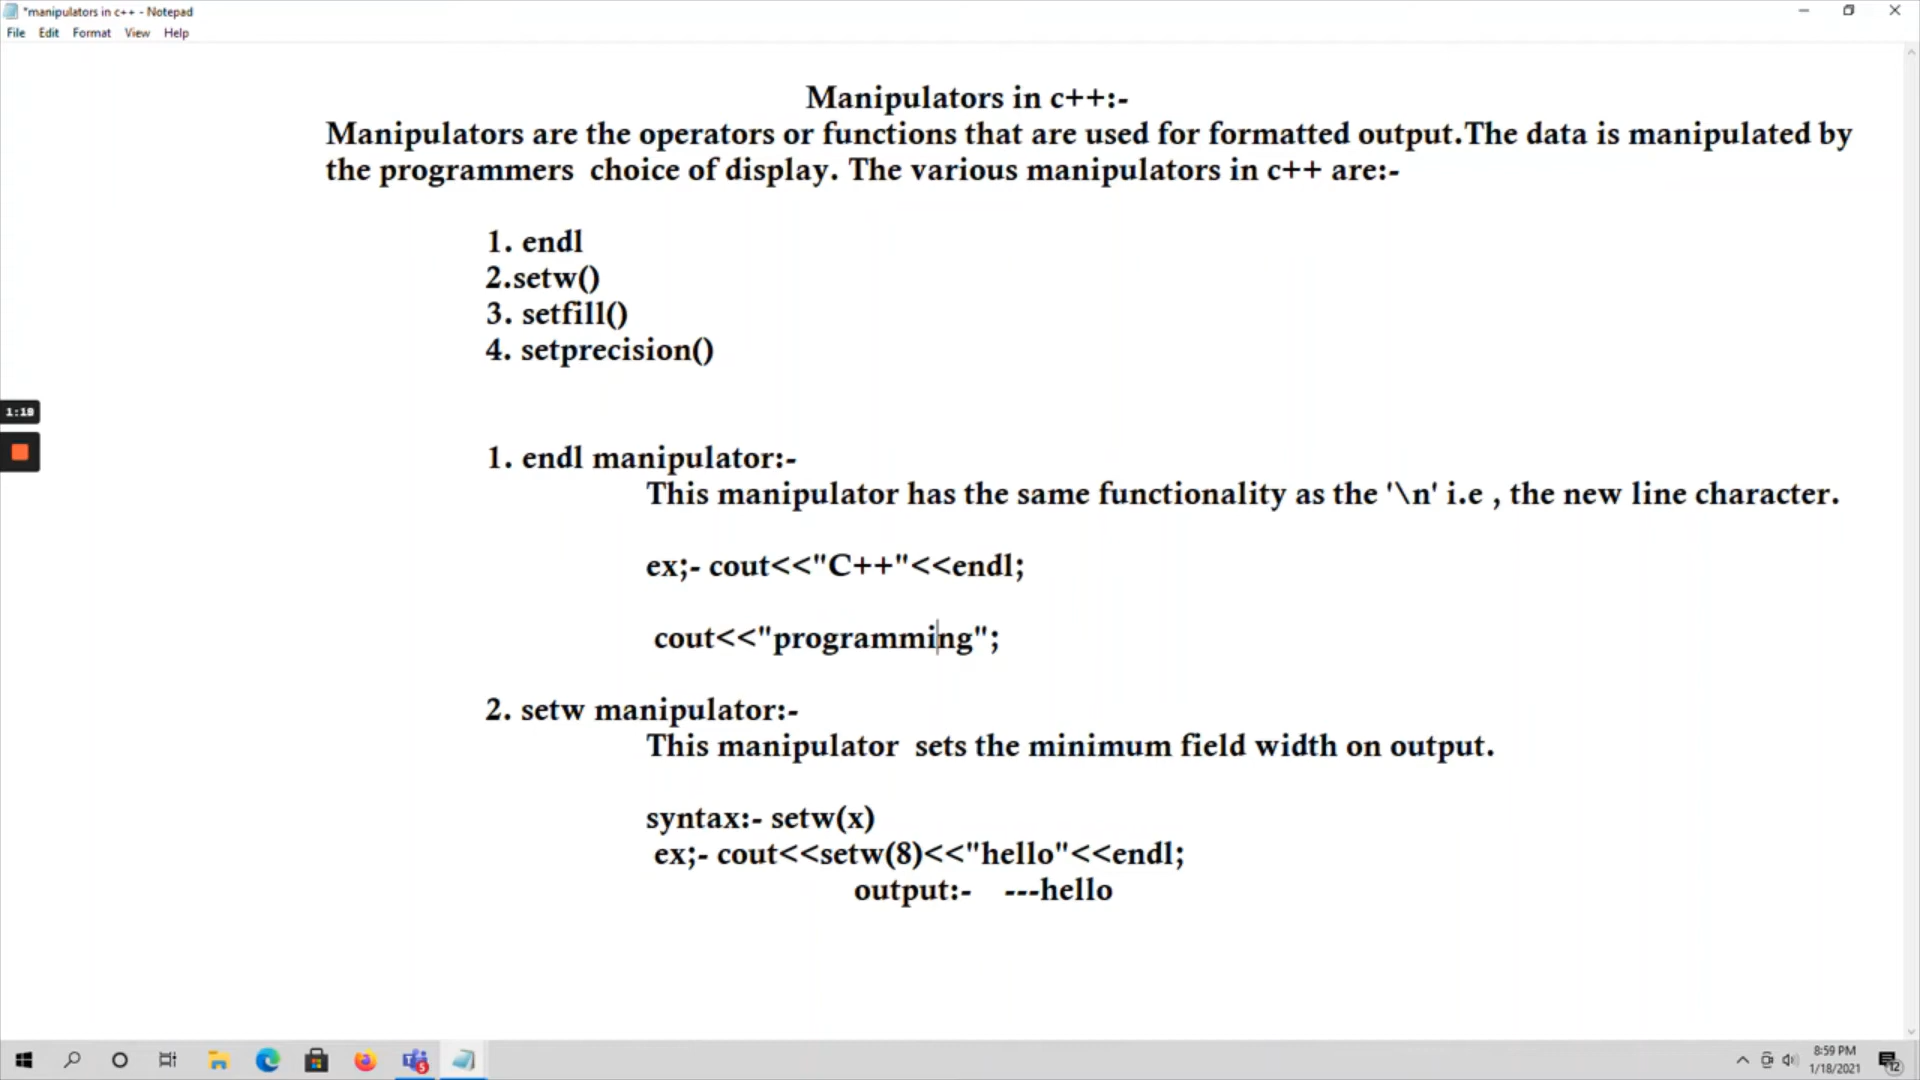 *manipulators in c++ - Notepad
File Edit Format View Help
Manipulators in c++:-
Manipulators are the operators or functions that are used for formatted output.The data is manipulated by
the programmers  choice of display. The various manipulators in c++ are:-
1. endl
2.setw()
3. setfill()
4. setprecision()
1:19
1. endl manipulator:-
This manipulator has the same functionality as the '\n' i.e , the new line character.
ex;- cout<<"C++"<<endl;
cout<<"programming";
2. setw manipulator:-
This manipulator  sets the minimum field width on output.
syntax:- setw(x)
ex;- cout<<setw(8)<<"hello"<<endl;
output:-    ---hello
8:59 PM
1/18/2021
5
12